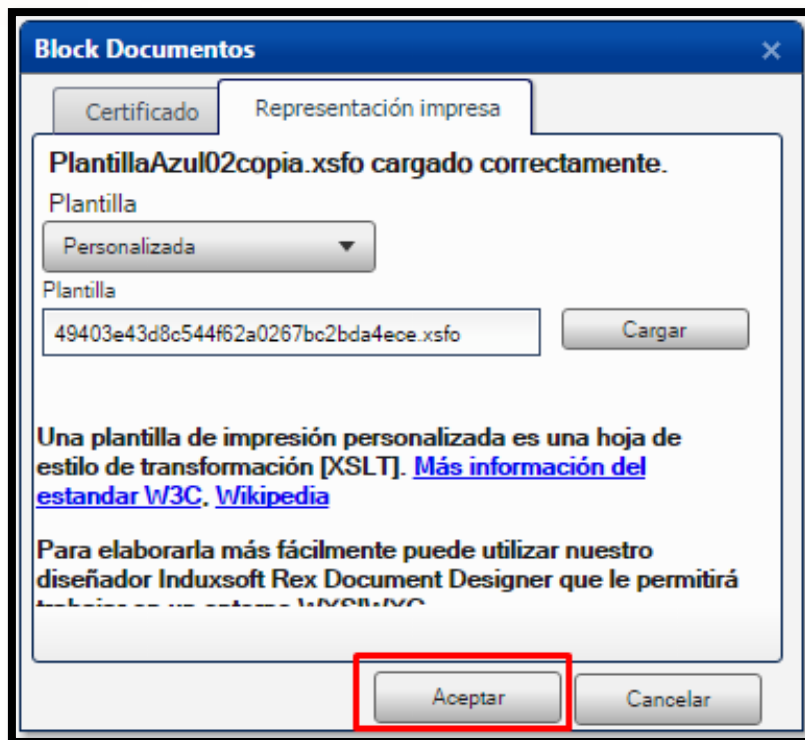 Block Documentos
Certificado
Representación impresa
PlantillaAzul02copia.xsfo cargado correctamente.
Plantilla
Personalizada
Plantilla
49403e43d8c544f62a0267bc2bda4ece.xsfo
Cargar
Una plantilla de impresión personalizada es una hoja de
estilo de transformación [XSLT]. Más información del
estandar W3C, Wikipedia
Para elaborarla más fácilmente puede utilizar nuestro
diseñador Induxsoft Rex Document Designer que le permitirá
Aceptar
Cancelar